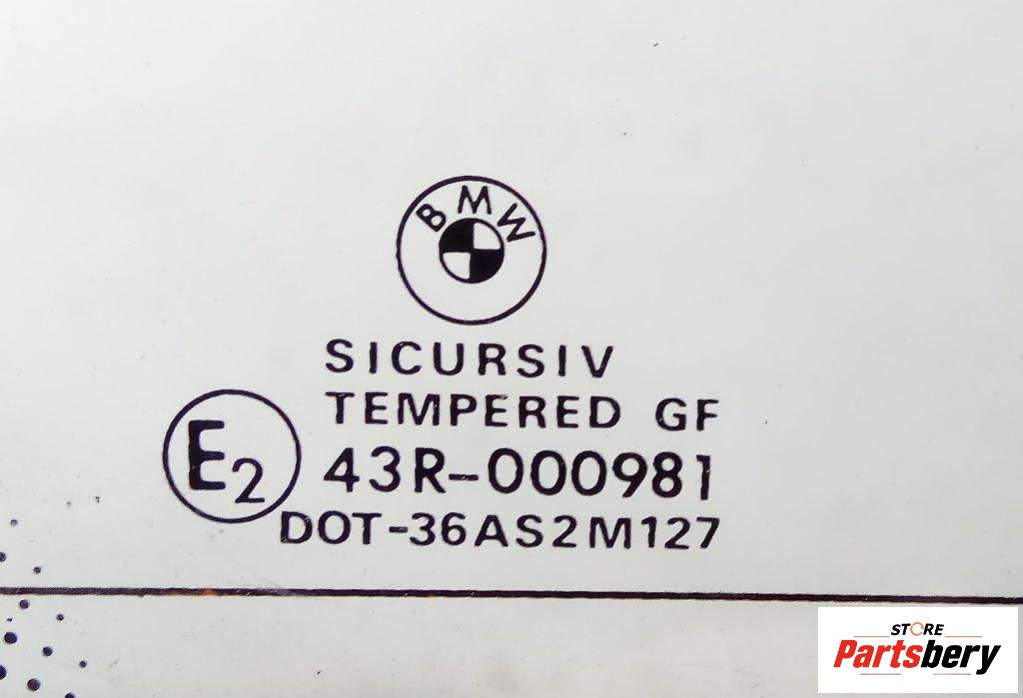 BMW
SICURSIV
TEMPERED GF
E2 43R-000981
DOT-36AS2M127
STORE
Partsbery